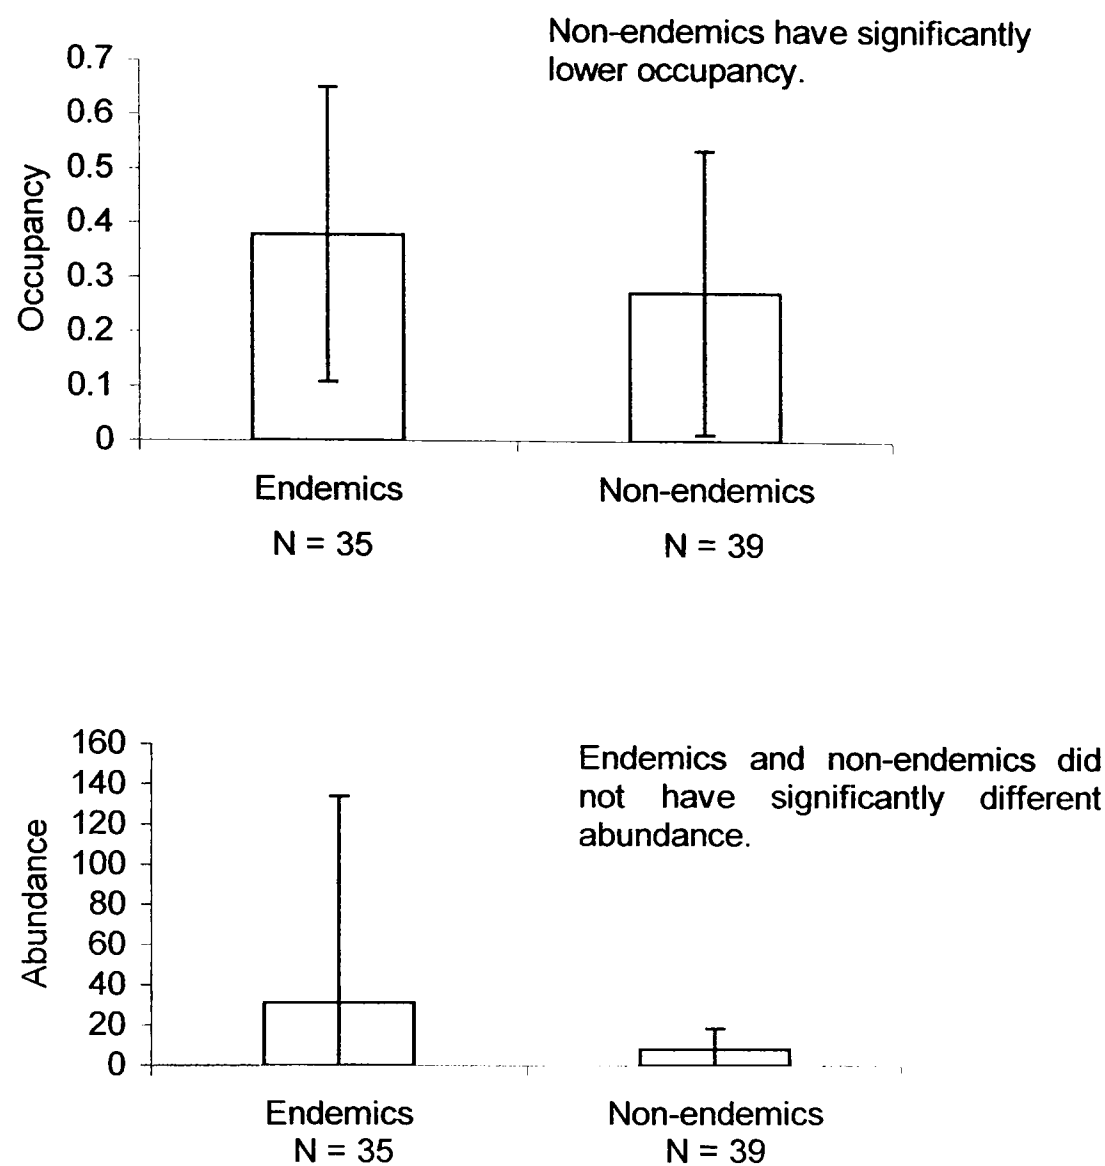 Non-endemics have significantly
lower occupancy.
0.7
0.6
0.5
0.4
0.3
0.2
0.1
0
Occupancy
Endemics
Non-endemics
N = 35
N = 39
Endemics and non-endemics did
not have significantly different
abundance.
160
140
120
100
80
60
40
20
0
Abundance
Endemics
Non-endemics
N = 35
N = 39